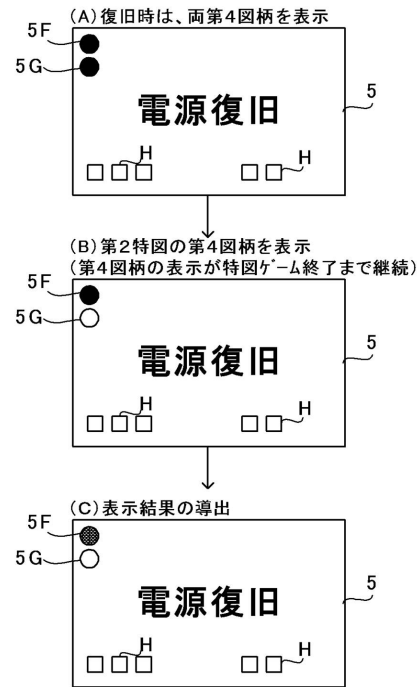 (A)復旧時は、両第4図柄を表示
5F
5G
電源復旧
5
H
H
(B)第2特図の第4図柄を表示
(第4図柄の表示が特図ゲーム終了まで継続)
5F
5G
電源復旧
5
H
H
(C)表示結果の導出
5F
5G
電源復旧
5
H
H